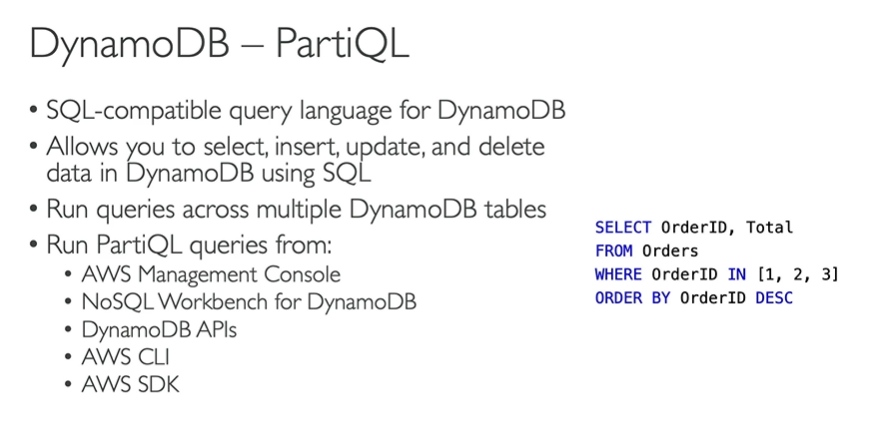 DynamoDB – PartiQL
• SQL-compatible query language for DynamoDB
• Allows you to select, insert, update, and delete
data in DynamoDB using SQL
• Run queries across multiple DynamoDB tables
• Run PartiQL queries from:
• AWS Management Console
• NoSQL Workbench for DynamoDB
• DynamoDB APIs
• AWS CLI
• AWS SDK
SELECT OrderID, Total
FROM Orders
WHERE OrderID IN [1, 2, 3]
ORDER BY OrderID DESC